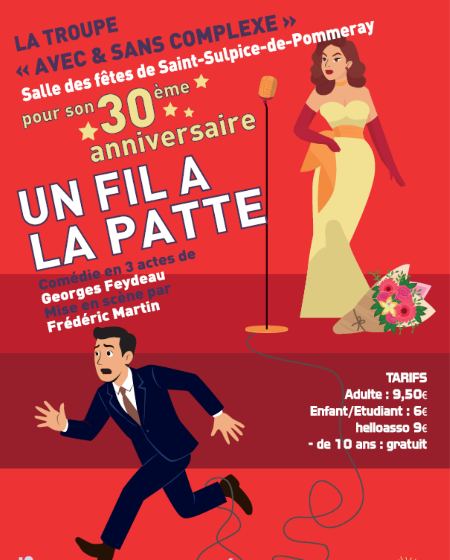 LA TROUPE
« AVEC & SANS COMPLEXE »
Salle des fêtes de Saint-Sulpice-de-Pommeray
pour son 30ème
anniversaire
UN FIL A
LA PATTE
Comédie en 3 actes de
Georges Feydeau
Mise en scène par
Frédéric Martin
TARIFS
Adulte : 9,50€
Enfant/Etudiant : 6€
helloasso 9€
- de 10 ans : gratuit